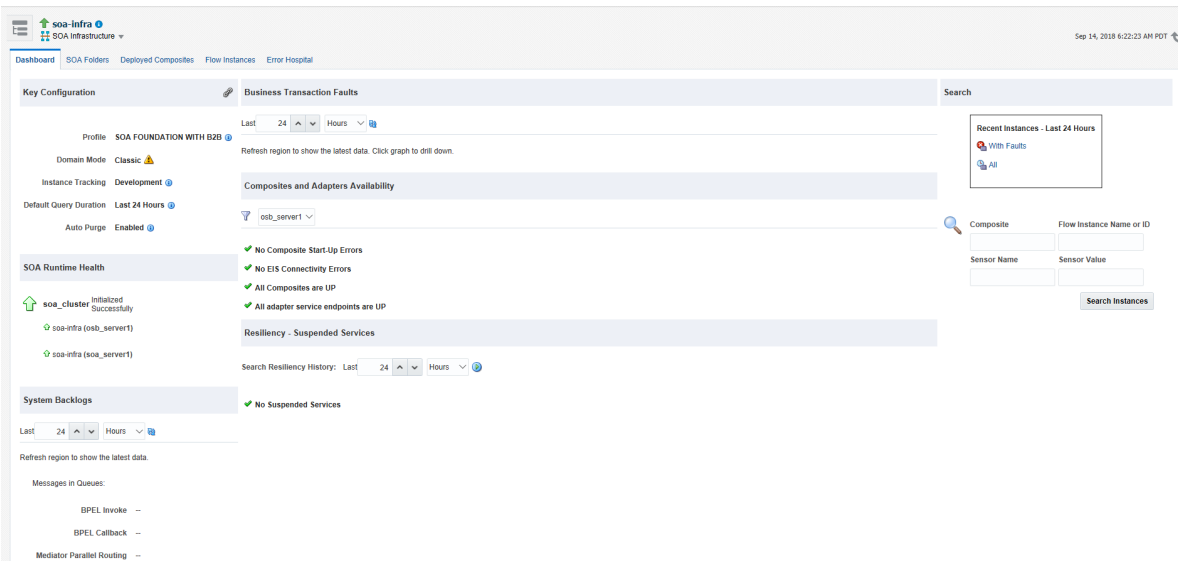 soa-infra
SOA Infrastructure
Sep 14, 2018 6:22:23 AM PDT
Dashboard SOA Folders Deployed Composites Flow Instances Error Hospital
Key Configuration
Profile SOA FOUNDATION WITH B2B
Domain Mode Classic
Instance Tracking Development
Default Query Duration Last 24 Hours
Auto Purge Enabled
SOA Runtime Health
soa_cluster Initialized Successfully
soa-infra (osb_server1)
soa-infra (soa_server1)
System Backlogs
Last 24 Hours
Refresh region to show the latest data.
Messages in Queues:
BPEL Invoke --
BPEL Callback --
Mediator Parallel Routing --
Business Transaction Faults
Last 24 Hours
Refresh region to show the latest data. Click graph to drill down.
Composites and Adapters Availability
osb_server1
No Composite Start-Up Errors
No EIS Connectivity Errors
All Composites are UP
All adapter service endpoints are UP
Resiliency - Suspended Services
Search Resiliency History: Last 24 Hours
No Suspended Services
Search
Recent Instances - Last 24 Hours
With Faults
All
Composite Flow Instance Name or ID
Sensor Name Sensor Value
Search Instances